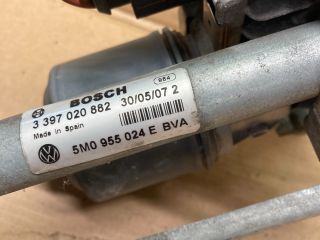 BOSCH
984
3 397 020 882 30/05/07 2
Made in Spain
5M0 955 024 E BVA